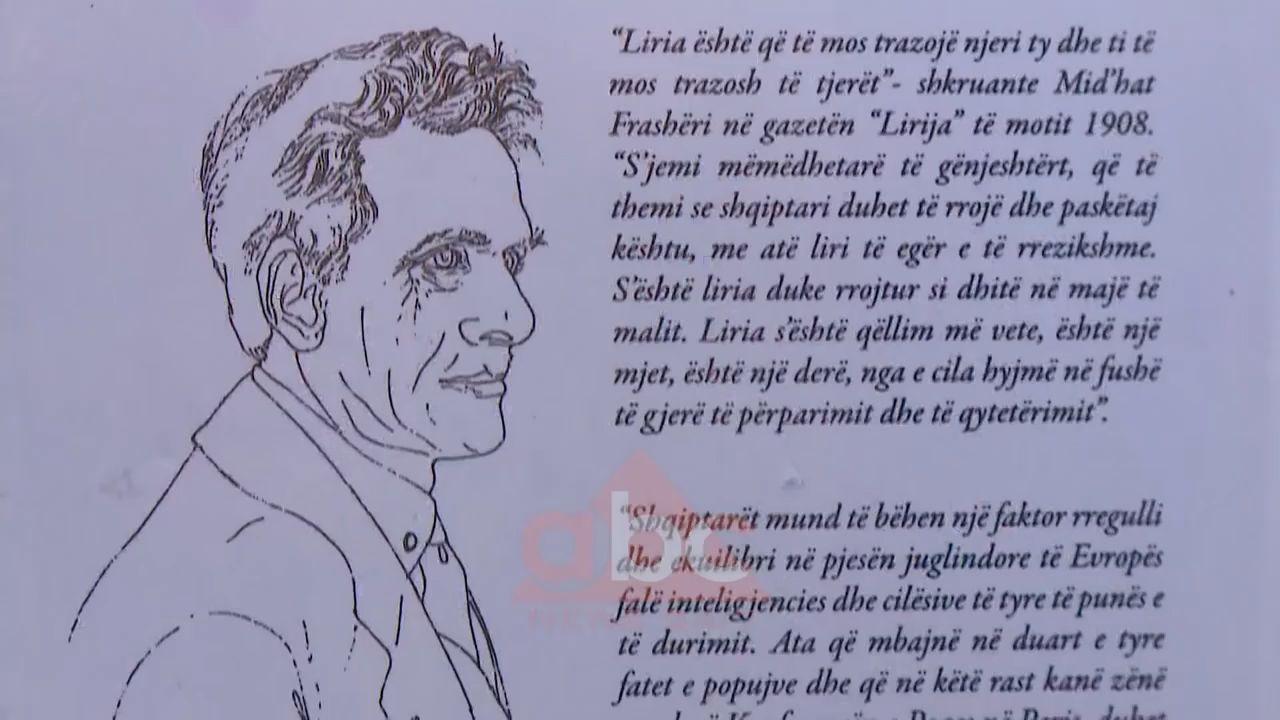 “Liria është që të mos trazojë njeri ty dhe ti të
mos trazosh të tjerët”- shkruante Mid’hat
Frashëri në gazetën “Lirija” të motit 1908.
“S’jemi mëmëdhetarë të gënjeshtërt, që të
themi se shqiptari duhet të rrojë dhe paskëtaj
kështu, me atë liri të egër e të rrezikshme.
S’është liria duke rrojtur si dhitë në majë të
malit. Liria s’është qëllim më vete, është një
mjet, është një derë, nga e cila hyjmë në fushë
të gjerë të përparimit dhe të qytetërimit”.
“Shqiptarët mund të bëhen një faktor rregulli
dhe ekuilibri në pjesën juglindore të Evropës
falë inteligjencies dhe cilësive të tyre të punës e
të durimit. Ata që mbajnë në duart e tyre
fatet e popujve dhe që në këtë rast kanë zënë
abc
NEWS